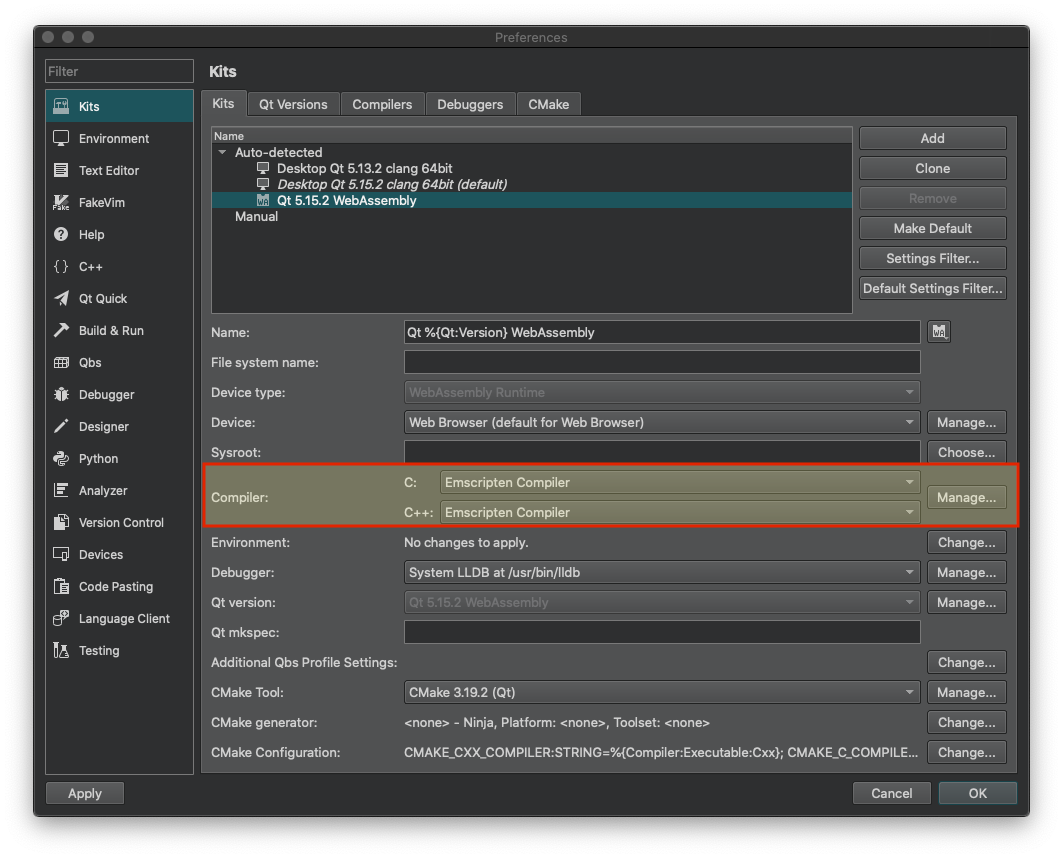 Preferences
Filter
Kits
Environment
Text Editor
FakeVim
Help
C++
Qt Quick
Build & Run
Qbs
Debugger
Designer
Python
Analyzer
Version Control
Devices
Code Pasting
Language Client
Testing
Kits
Kits Qt Versions Compilers Debuggers CMake
Name
Auto-detected
Desktop Qt 5.13.2 clang 64bit
Desktop Qt 5.15.2 clang 64bit (default)
WA Qt 5.15.2 WebAssembly
Manual
Add
Clone
Remove
Make Default
Settings Filter...
Default Settings Filter...
Name: Qt %{Qt:Version} WebAssembly WA
File system name:
Device type: WebAssembly Runtime
Device: Web Browser (default for Web Browser) Manage...
Sysroot: Choose...
Compiler: C: Emscripten Compiler
C++: Emscripten Compiler Manage...
Environment: No changes to apply. Change...
Debugger: System LLDB at /usr/bin/lldb Manage...
Qt version: Qt 5.15.2 WebAssembly Manage...
Qt mkspec:
Additional Qbs Profile Settings: Change...
CMake Tool: CMake 3.19.2 (Qt) Manage...
CMake generator: <none> - Ninja, Platform: <none>, Toolset: <none> Change...
CMake Configuration: CMAKE_CXX_COMPILER:STRING=%{Compiler:Executable:Cxx}; CMAKE_C_COMPILE... Change...
Apply Cancel OK